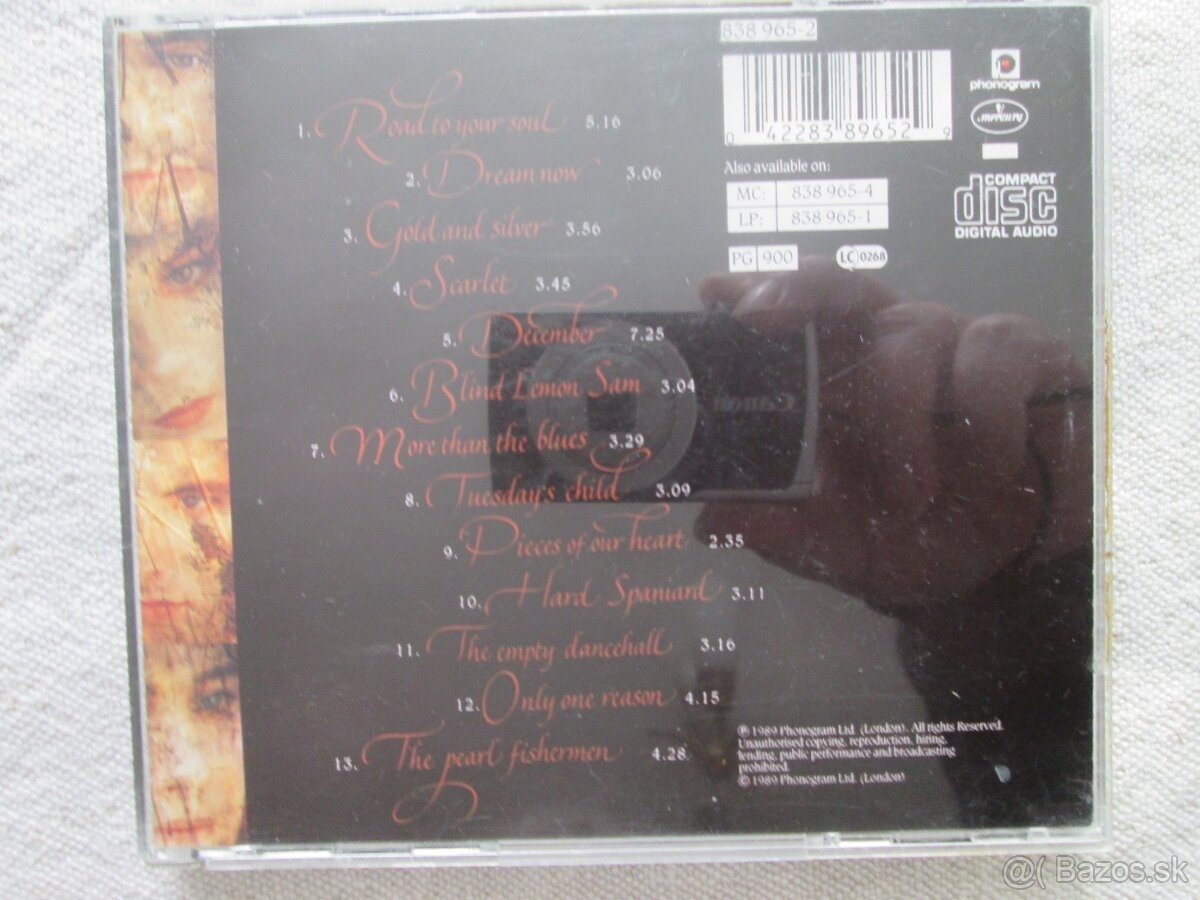 838 965-2
0 42283 89652 9
phonogram
mercury
Also available on:
MC: 838 965-4
LP: 838 965-1
PG 900
LC 0268
COMPACT
disc
DIGITAL AUDIO
1. Road to your soul 5.16
2. Dream now 3.06
3. Gold and silver 3.56
4. Scarlet 3.45
5. December 7.25
6. Blind Lemon Sam 3.04
7. More than the blues 3.29
8. Tuesday's child 3.09
9. Pieces of our heart 2.35
10. Hard Spaniard 3.11
11. The empty dancehall 3.16
12. Only one reason 4.15
13. The pearl fishermen 4.28
℗ 1989 Phonogram Ltd. (London). All rights Reserved.
Unauthorised copying, reproduction, hiring,
lending, public performance and broadcasting
prohibited.
© 1989 Phonogram Ltd. (London)
Canon
@( Bazos.sk